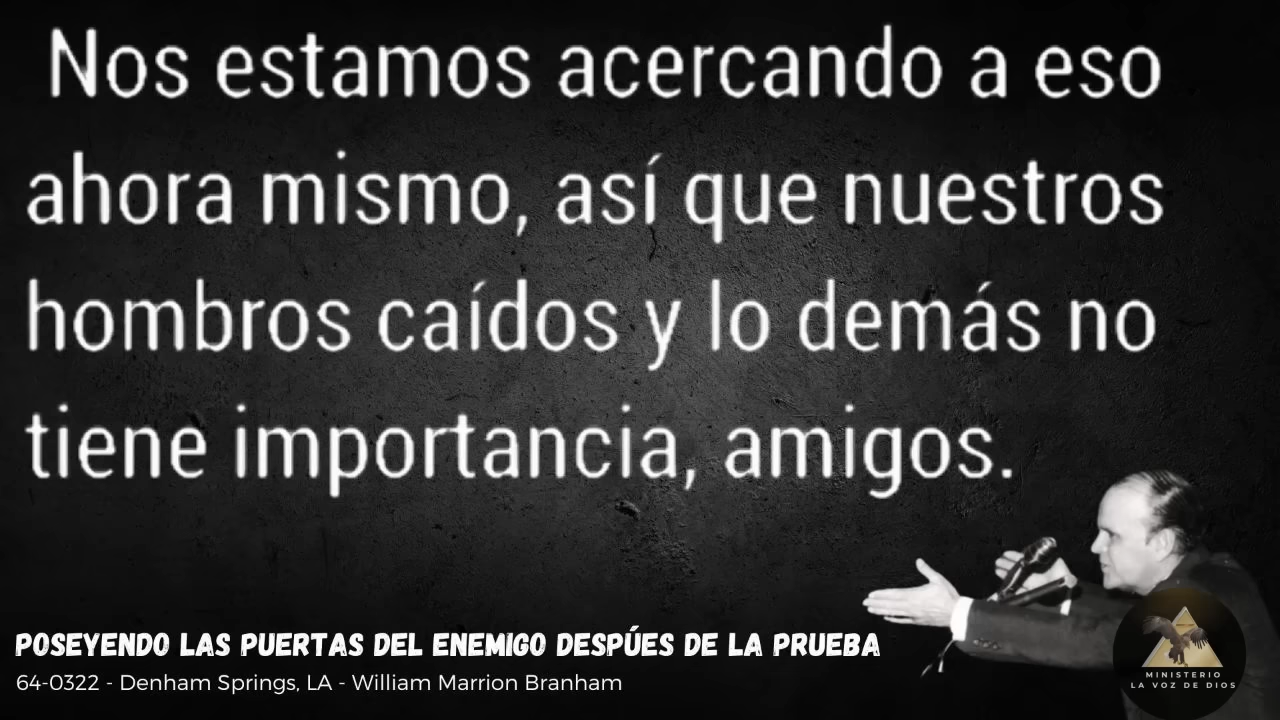 Nos estamos acercando a eso
ahora mismo, así que nuestros
hombros caídos y lo demás no
tiene importancia, amigos.
POSEYENDO LAS PUERTAS DEL ENEMIGO DESPÚES DE LA PRUEBA
64-0322 - Denham Springs, LA - William Marrion Branham
MINISTERIO
LA VOZ DE DIOS